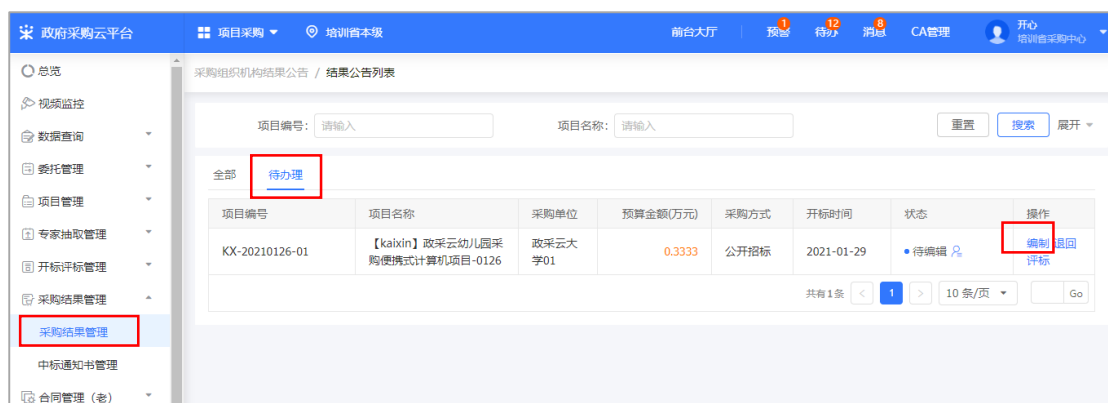 政府采购云平台
项目采购
培训省本级
前台大厅
预警
1
待办
12
消息
8
CA管理
开心
培训省采购中心
总览
视频监控
数据查询
委托管理
项目管理
专家抽取管理
开标评标管理
采购结果管理
采购结果管理
中标通知书管理
合同管理（老）
采购组织机构结果公告 / 结果公告列表
项目编号： 请输入
项目名称： 请输入
重置
搜索
展开
全部
待办理
项目编号 项目名称 采购单位 预算金额(万元) 采购方式 开标时间 状态 操作
KX-20210126-01
【kaixin】政采云幼儿园采
购便携式计算机项目-0126
政采云大
学01
0.3333
公开招标
2021-01-29
待编辑
编制 退回
评标
共有1条 < 1 > 10 条/页 Go